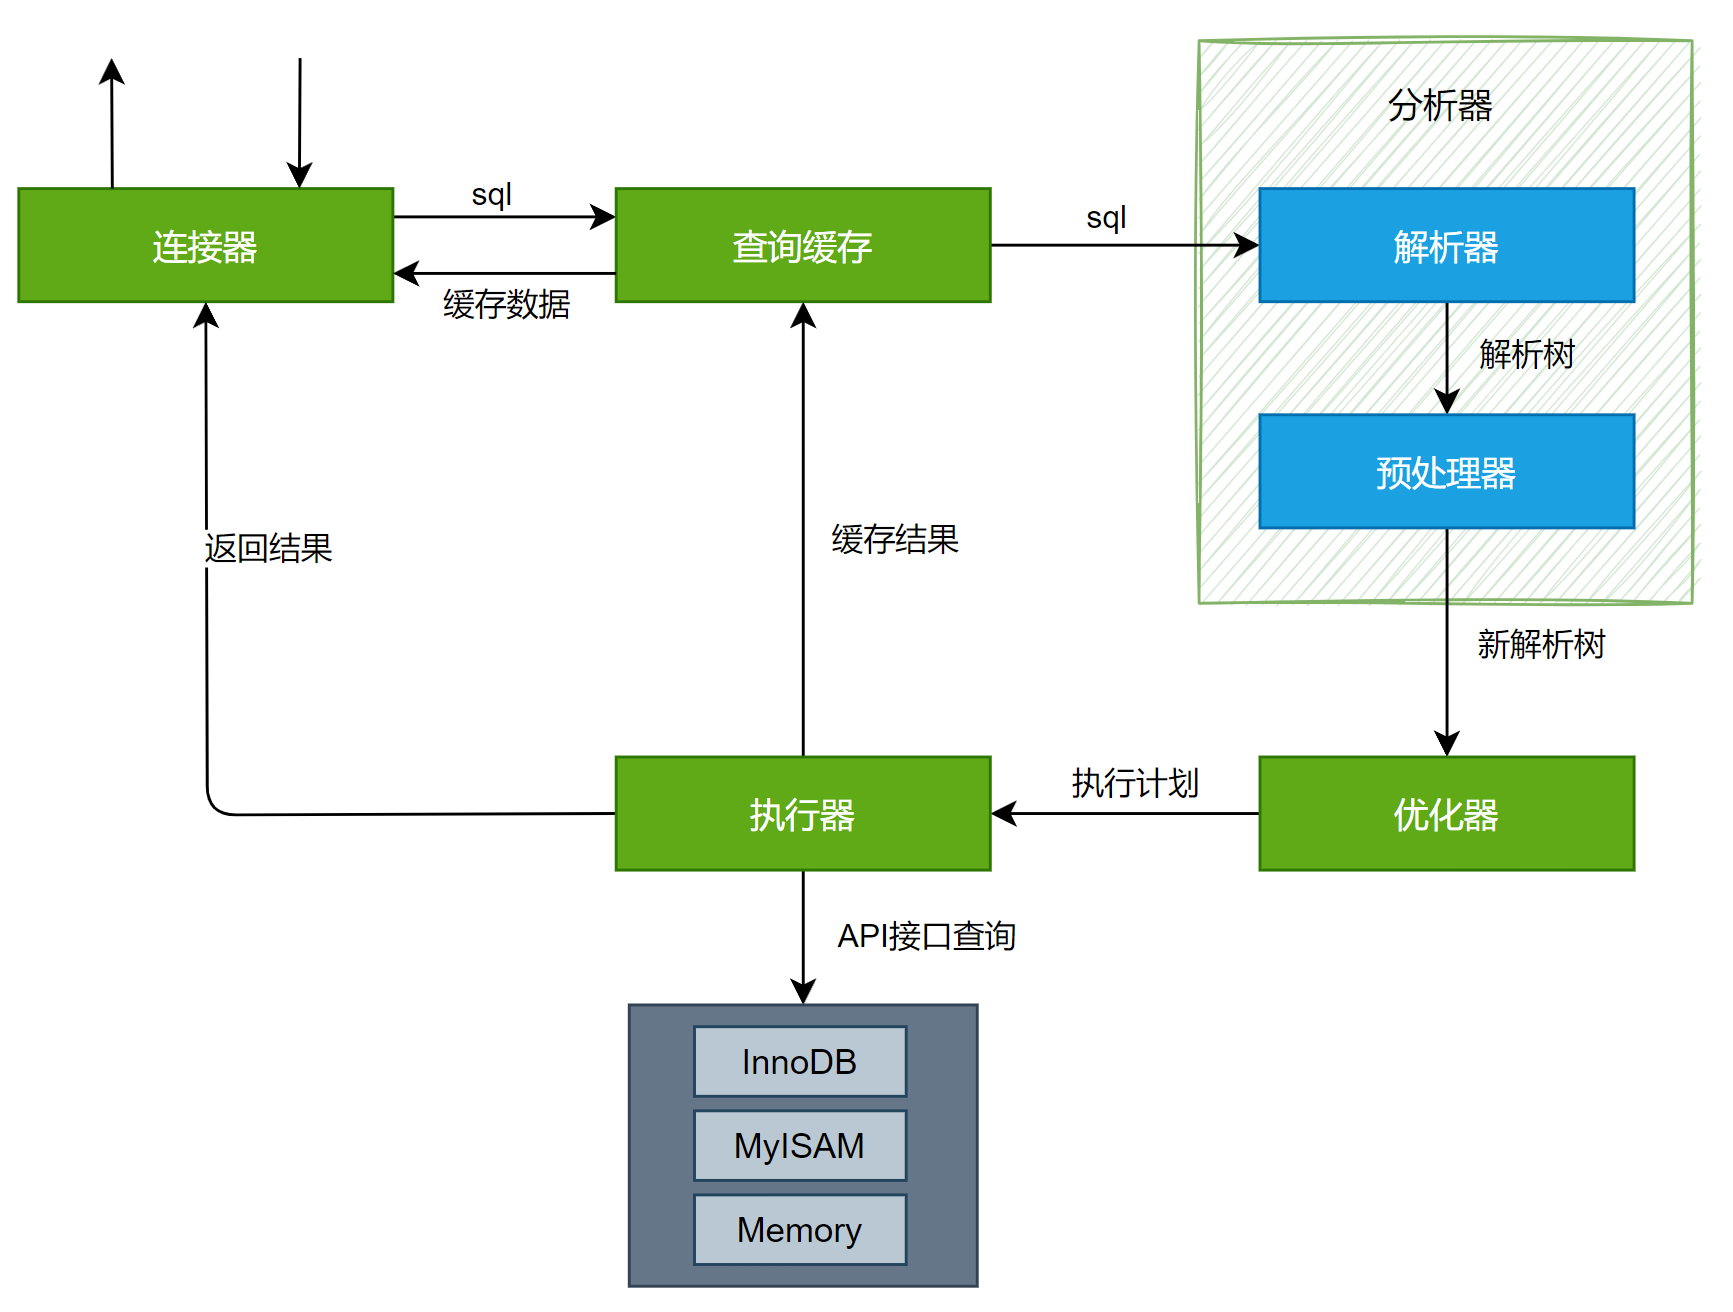 分析器
sql
sql
连接器
查询缓存
解析器
缓存数据
解析树
预处理器
缓存结果
返回结果
新解析树
执行计划
执行器
优化器
API接口查询
InnoDB
MyISAM
Memory